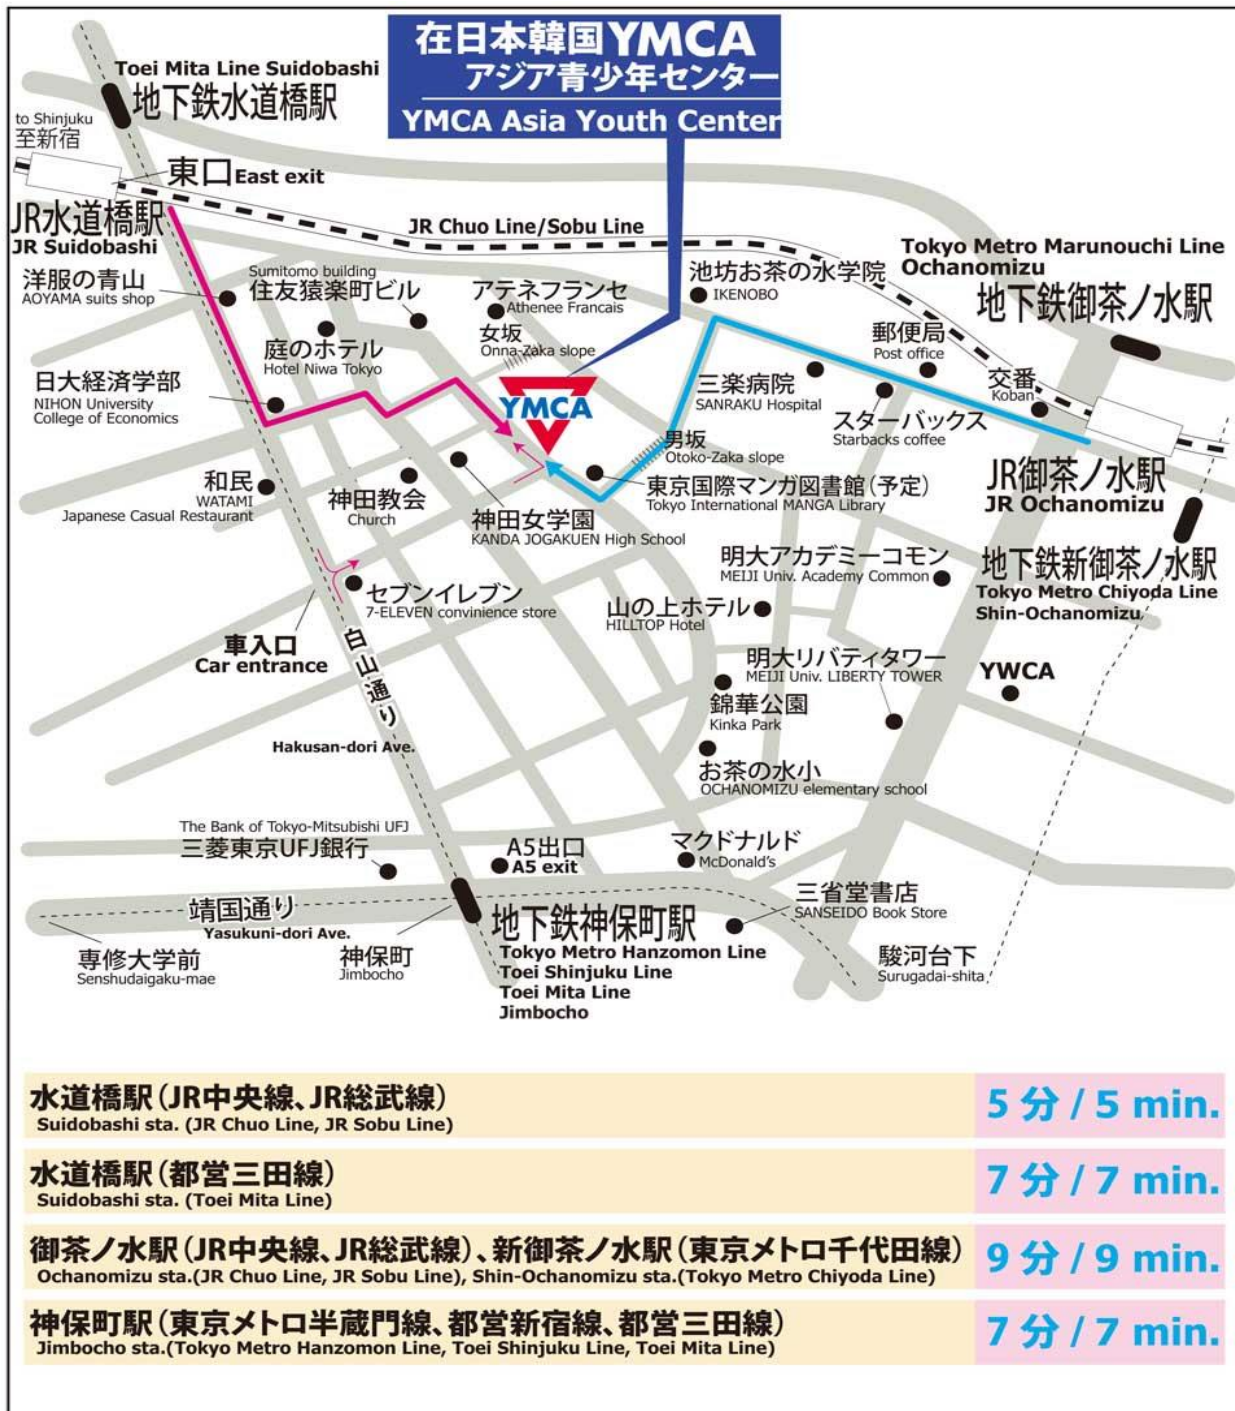 在日本韓国YMCA
アジア青少年センター
YMCA Asia Youth Center
Toei Mita Line Suidobashi
地下鉄水道橋駅
to Shinjuku
至新宿
東口East exit
JR水道橋駅
JR Suidobashi
JR Chuo Line/Sobu Line
Tokyo Metro Marunouchi Line
Ochanomizu
地下鉄御茶ノ水駅
洋服の青山
AOYAMA suits shop
Sumitomo building
住友猿楽町ビル
アテネフランセ
Athenee Francais
池坊お茶の水学院
IKENOBO
女坂
Onna-Zaka slope
庭のホテル
Hotel Niwa Tokyo
郵便局
Post office
交番
Koban
日大経済学部
NIHON University
College of Economics
YMCA
三楽病院
SANRAKU Hospital
スターバックス
Starbacks coffee
男坂
Otoko-Zaka slope
JR御茶ノ水駅
JR Ochanomizu
和民
WATAMI
Japanese Casual Restaurant
神田教会
Church
神田女学園
KANDA JOGAKUEN High School
東京国際マンガ図書館(予定)
Tokyo International MANGA Library
明大アカデミーコモン
MEIJI Univ. Academy Common
地下鉄新御茶ノ水駅
Tokyo Metro Chiyoda Line
Shin-Ochanomizu
セブンイレブン
7-ELEVEN convinience store
山の上ホテル
HILLTOP Hotel
車入口
Car entrance
白山通り
Hakusan-dori Ave.
明大リバティタワー
MEIJI Univ. LIBERTY TOWER
YWCA
錦華公園
Kinka Park
お茶の水小
OCHANOMIZU elementary school
The Bank of Tokyo-Mitsubishi UFJ
三菱東京UFJ銀行
A5出口
A5 exit
マクドナルド
McDonald's
靖国通り
Yasukuni-dori Ave.
三省堂書店
SANSEIDO Book Store
専修大学前
Senshudaigaku-mae
神保町
Jimbocho
地下鉄神保町駅
Tokyo Metro Hanzomon Line
Toei Shinjuku Line
Toei Mita Line
Jimbocho
駿河台下
Surugadai-shita
水道橋駅(JR中央線、JR総武線)
Suidobashi sta. (JR Chuo Line, JR Sobu Line)
5 分 / 5 min.
水道橋駅(都営三田線)
Suidobashi sta. (Toei Mita Line)
7 分 / 7 min.
御茶ノ水駅(JR中央線、JR総武線)、新御茶ノ水駅(東京メトロ千代田線)
Ochanomizu sta.(JR Chuo Line, JR Sobu Line), Shin-Ochanomizu sta.(Tokyo Metro Chiyoda Line)
9 分 / 9 min.
神保町駅(東京メトロ半蔵門線、都営新宿線、都営三田線)
Jimbocho sta.(Tokyo Metro Hanzomon Line, Toei Shinjuku Line, Toei Mita Line)
7 分 / 7 min.